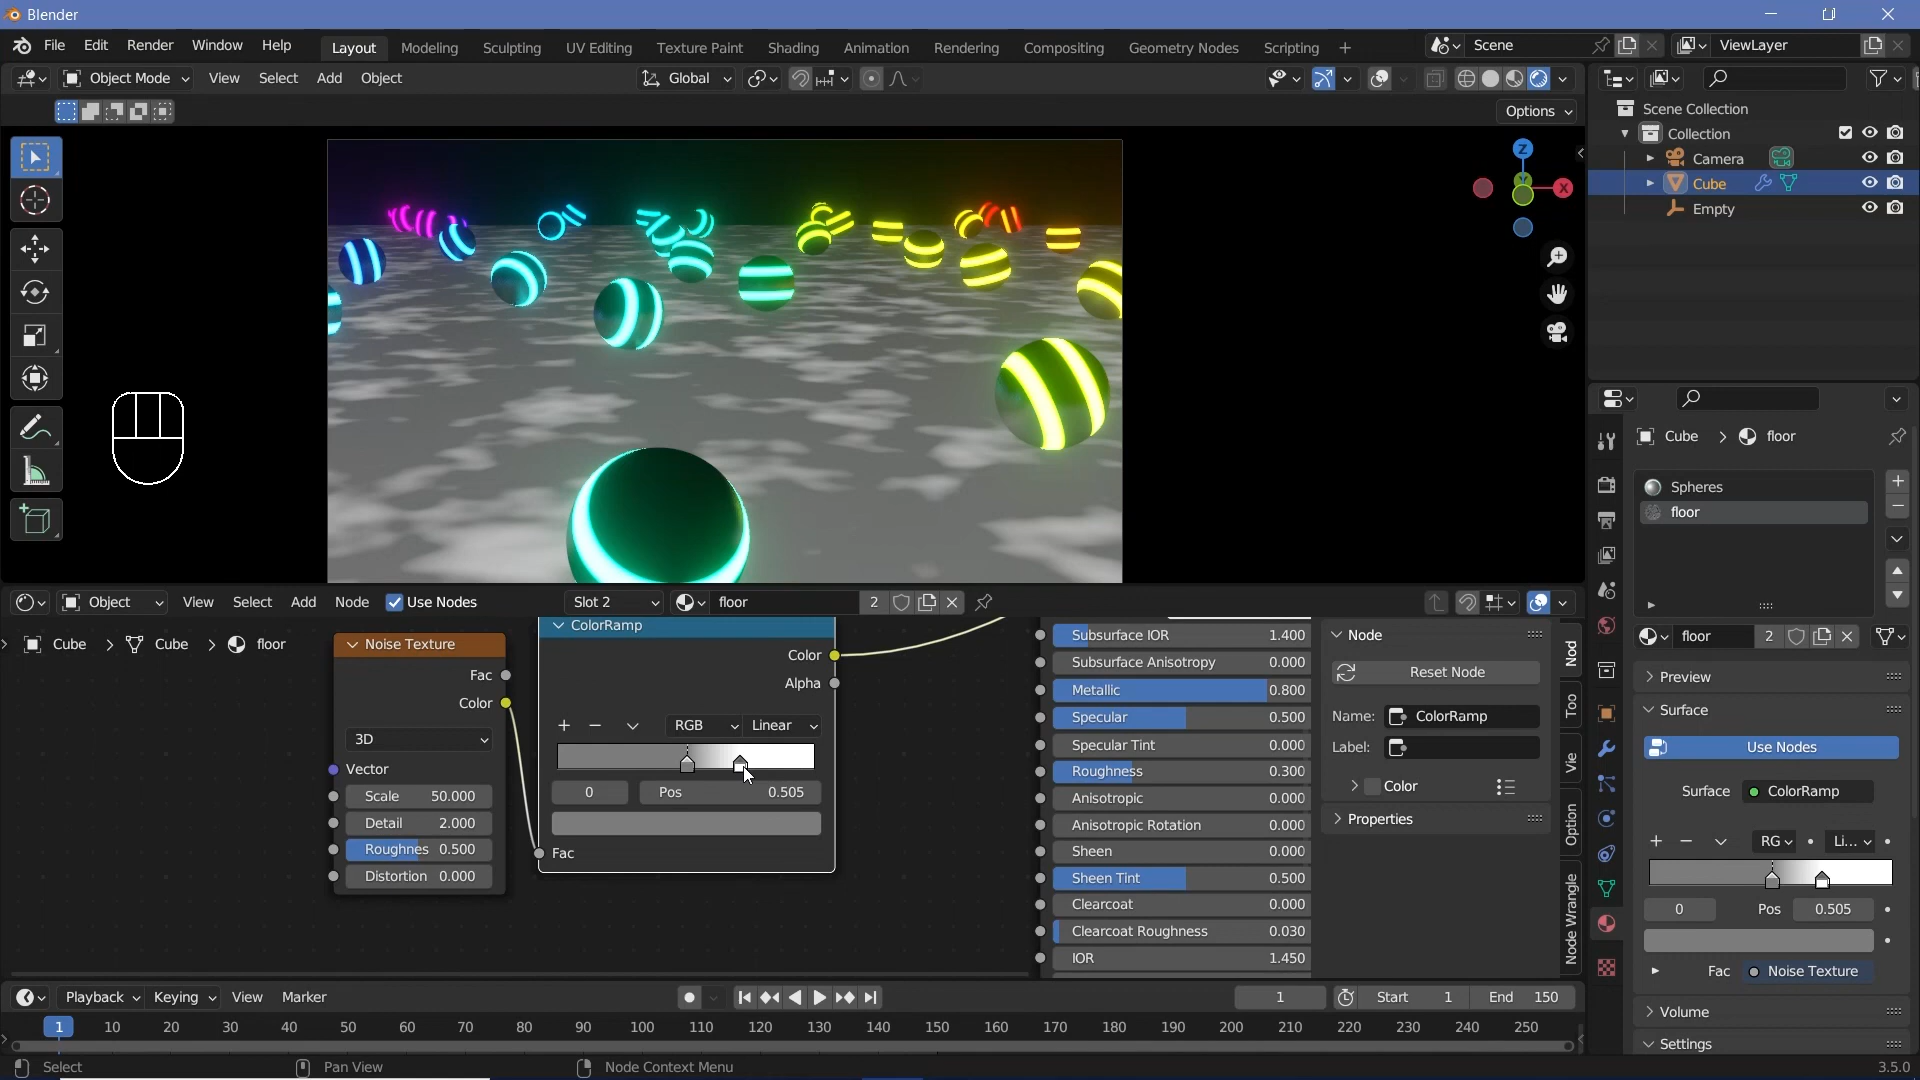 Blender
File Edit Render Window Help Layout Modeling Sculpting UV Editing Texture Paint Shading Animation Rendering Compositing Geometry Nodes Scripting + Scene ViewLayer
Object Mode View Select Add Object Global
Options
Scene Collection
Collection
Camera
Cube
Empty
Z
X
Cube floor
Spheres
floor
Object View Select Add Node Use Nodes Slot 2 floor 2
Cube Cube floor
Noise Texture
Fac
Color
3D
Vector
Scale 50.000
Detail 2.000
Roughnes 0.500
Distortion 0.000
ColorRamp
Color
Alpha
RGB Linear
0 Pos 0.505
Fac
Subsurface IOR 1.400
Subsurface Anisotropy 0.000
Metallic 0.800
Specular 0.500
Specular Tint 0.000
Roughness 0.300
Anisotropic 0.000
Anisotropic Rotation 0.000
Sheen 0.000
Sheen Tint 0.500
Clearcoat 0.000
Clearcoat Roughness 0.030
IOR 1.450
Node
Reset Node
Name: ColorRamp
Label:
Color
Properties
Nod
Too
Vie
Option
Node Wrangle
floor 2
Preview
Surface
Use Nodes
Surface ColorRamp
RG Li...
0 Pos 0.505
Fac Noise Texture
Volume
Settings
Playback Keying View Marker 1 Start 1 End 150
1 10 20 30 40 50 60 70 80 90 100 110 120 130 140 150 160 170 180 190 200 210 220 230 240 250
Select Pan View Node Context Menu 3.5.0